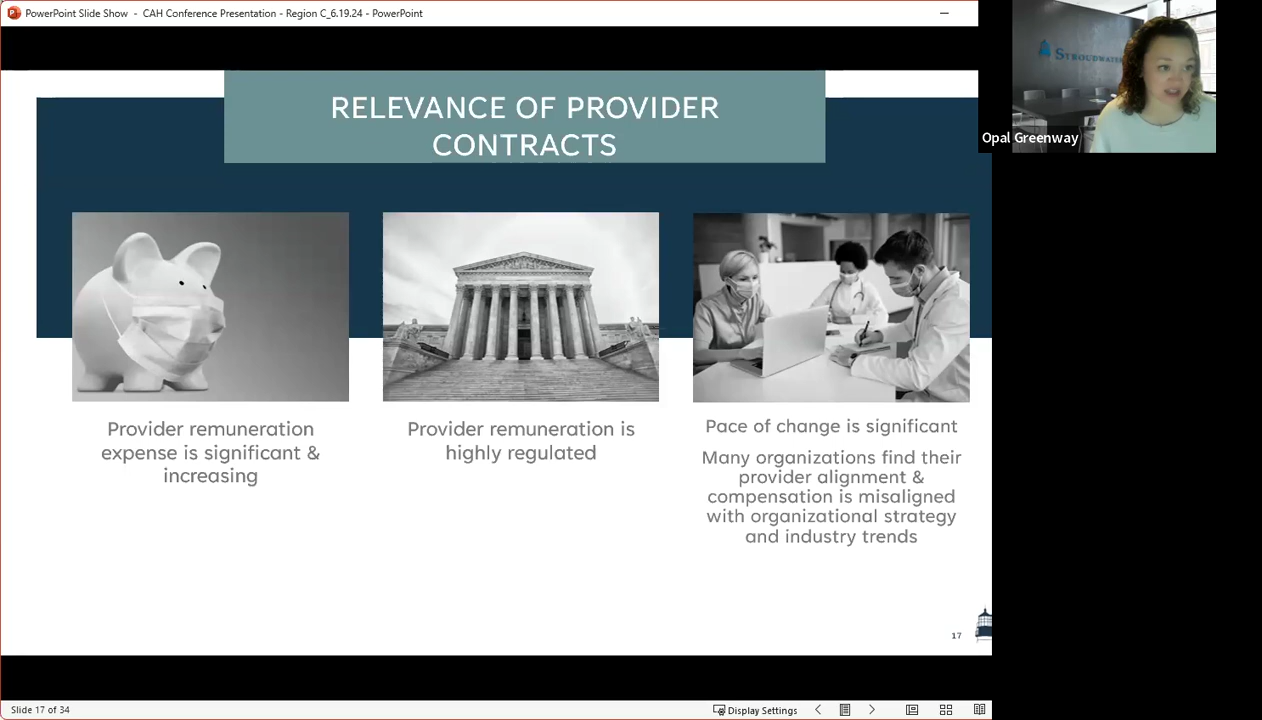 PowerPoint Slide Show - CAH Conference Presentation - Region C_6.19.24 - PowerPoint
STROUDWATER
Opal Greenway
RELEVANCE OF PROVIDER
CONTRACTS
Provider remuneration
expense is significant &
increasing
Provider remuneration is
highly regulated
Pace of change is significant
Many organizations find their
provider alignment &
compensation is misaligned
with organizational strategy
and industry trends
17
Slide 17 of 34
Display Settings